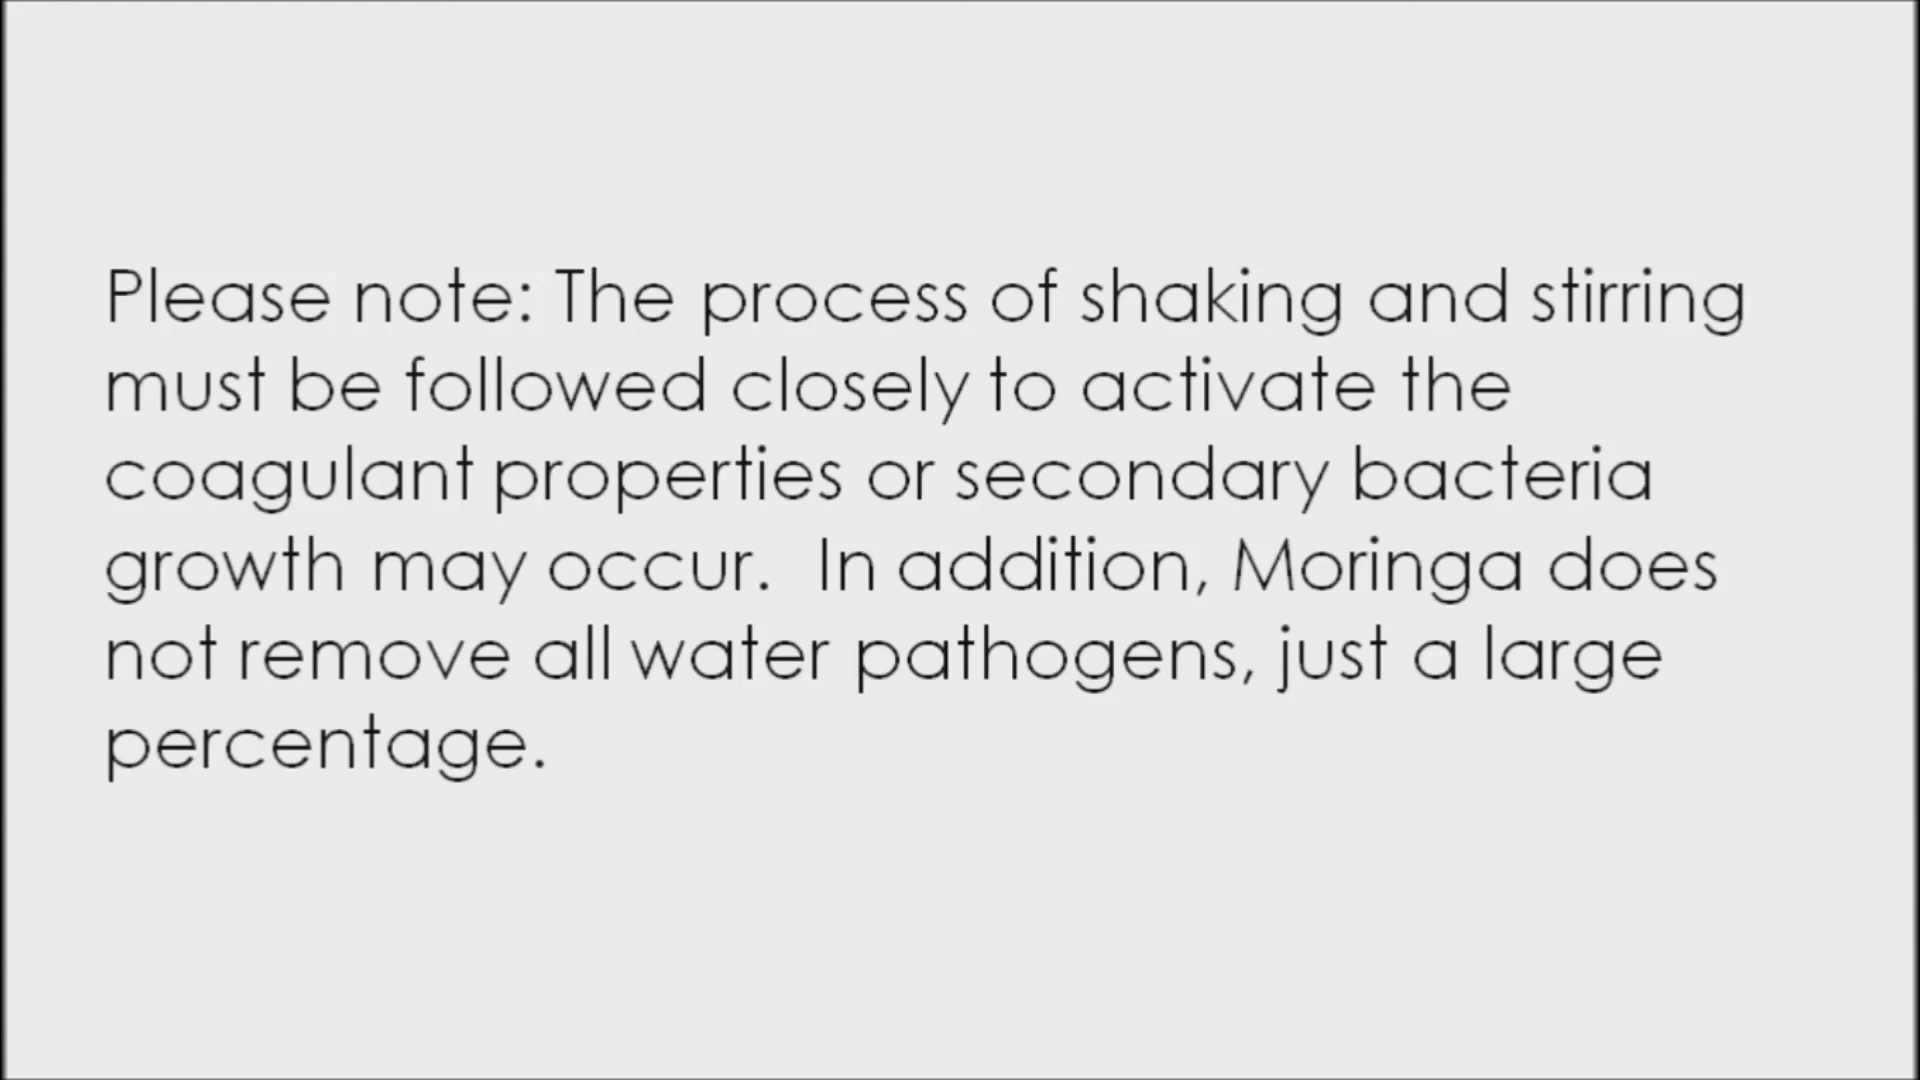 Please note: The process of shaking and stirring
must be followed closely to activate the
coagulant properties or secondary bacteria
growth may occur.  In addition, Moringa does
not remove all water pathogens, just a large
percentage.